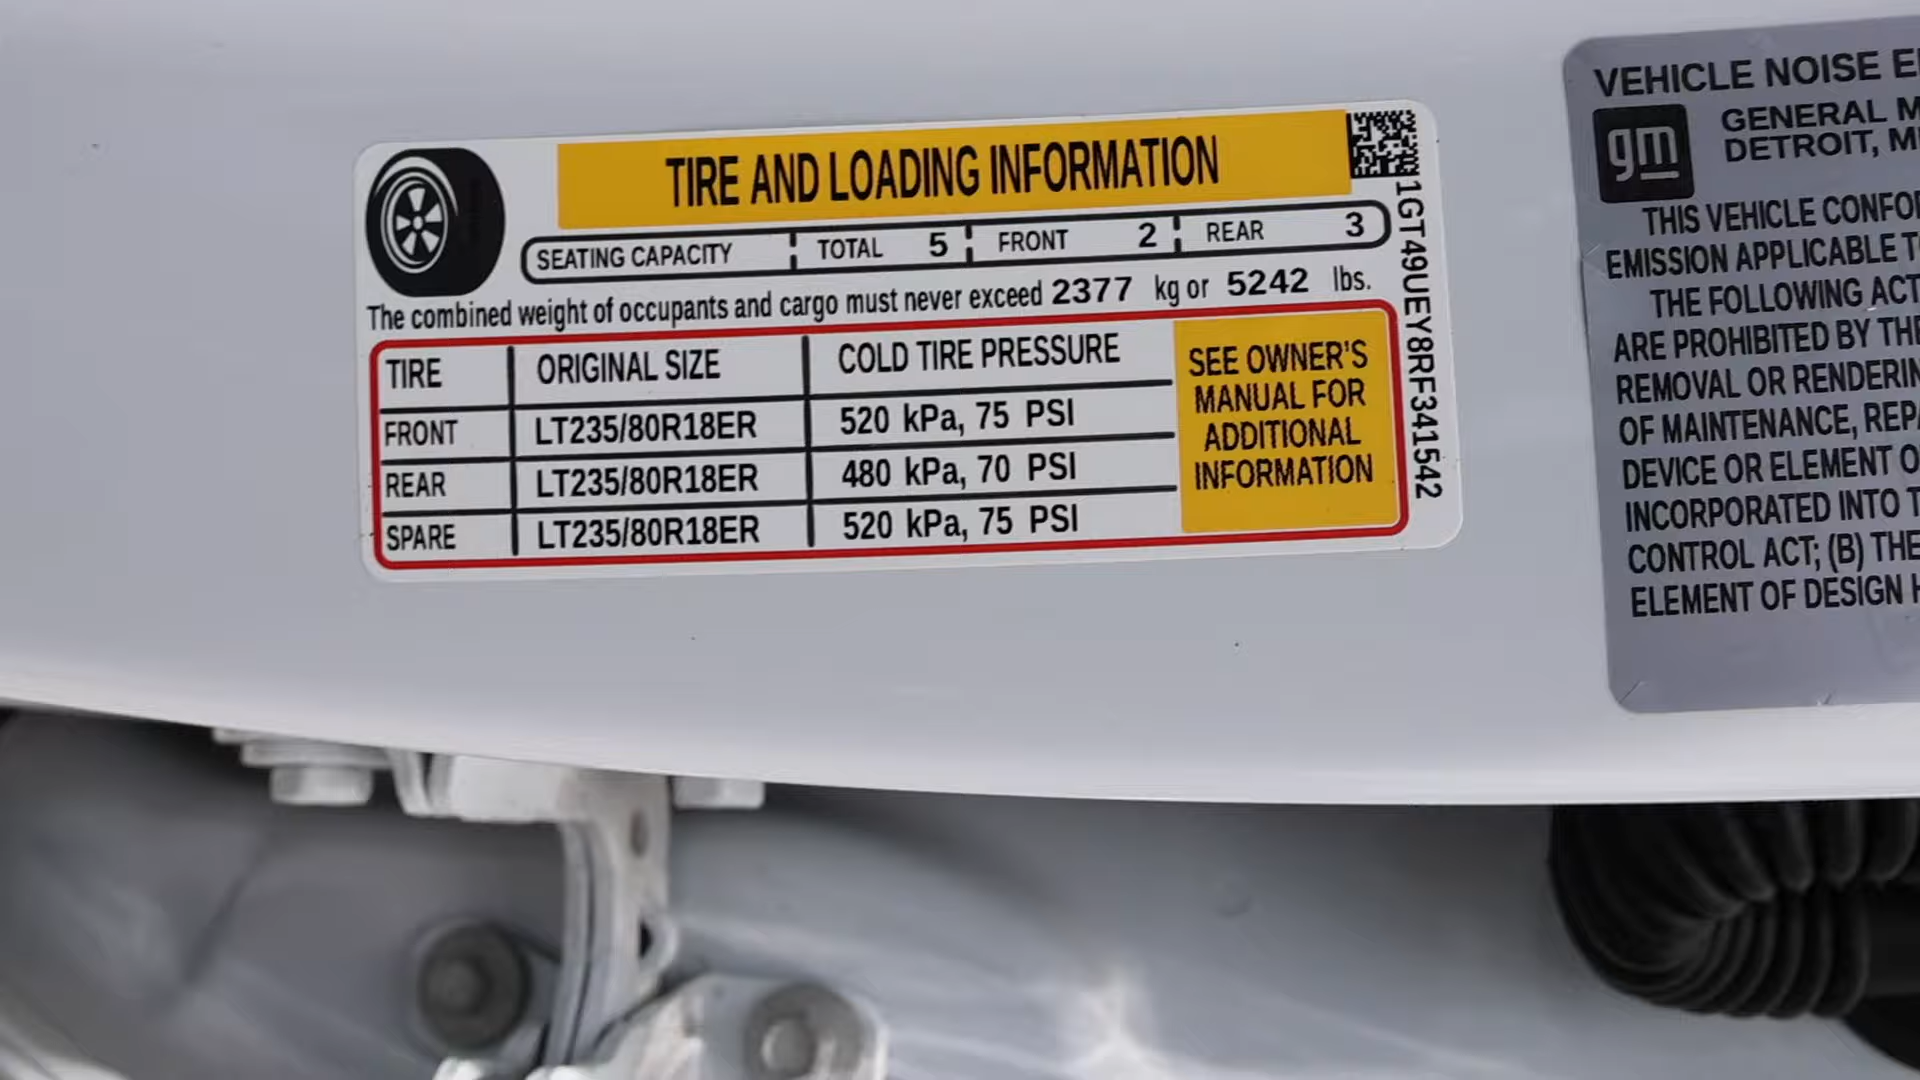 TIRE AND LOADING INFORMATION
SEATING CAPACITY TOTAL 5 FRONT 2 REAR 3
The combined weight of occupants and cargo must never exceed 2377 kg or 5242 lbs.
TIRE ORIGINAL SIZE COLD TIRE PRESSURE
FRONT LT235/80R18ER 520 kPa, 75 PSI
REAR LT235/80R18ER 480 kPa, 70 PSI
SPARE LT235/80R18ER 520 kPa, 75 PSI
SEE OWNER'S
MANUAL FOR
ADDITIONAL
INFORMATION
1GT49UEY8RF341542
VEHICLE NOISE
gm
GENERAL
DETROIT,
THIS VEHICLE
EMISSION APPLICABLE
THE FOLLOWING
ARE PROHIBITED BY
REMOVAL OR
OF MAINTENANCE,
DEVICE OR ELEMENT
INCORPORATED INTO
CONTROL ACT; (B) THE
ELEMENT OF DESIGN